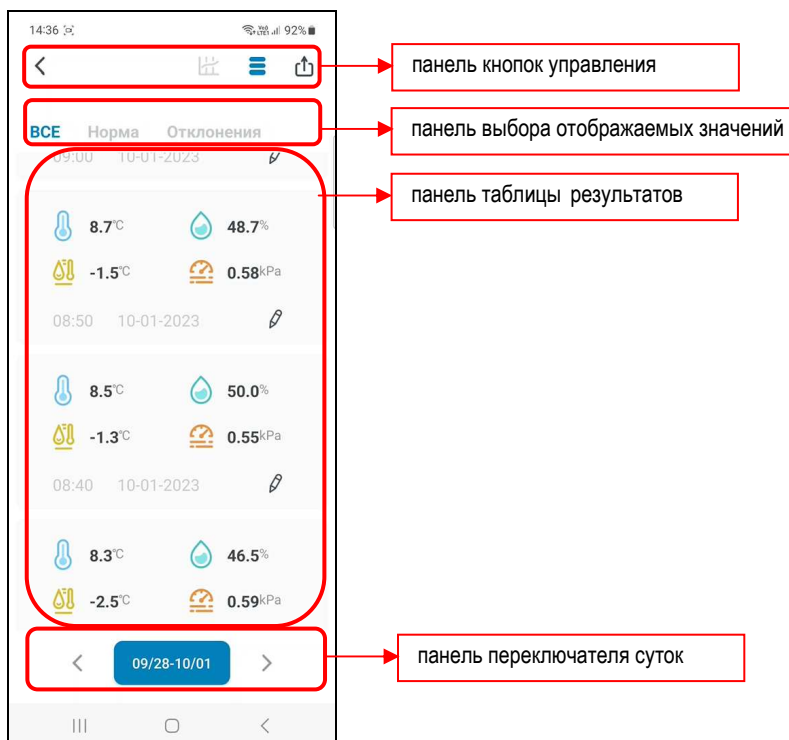 14:36 92%
панель кнопок управления
ВСЕ Норма Отклонения
панель выбора отображаемых значений
09:00 10-01-2023
панель таблицы результатов
8.7°C 48.7%
-1.5°C 0.58kPa
08:50 10-01-2023
8.5°C 50.0%
-1.3°C 0.55kPa
08:40 10-01-2023
8.3°C 46.5%
-2.5°C 0.59kPa
09/28-10/01
панель переключателя суток